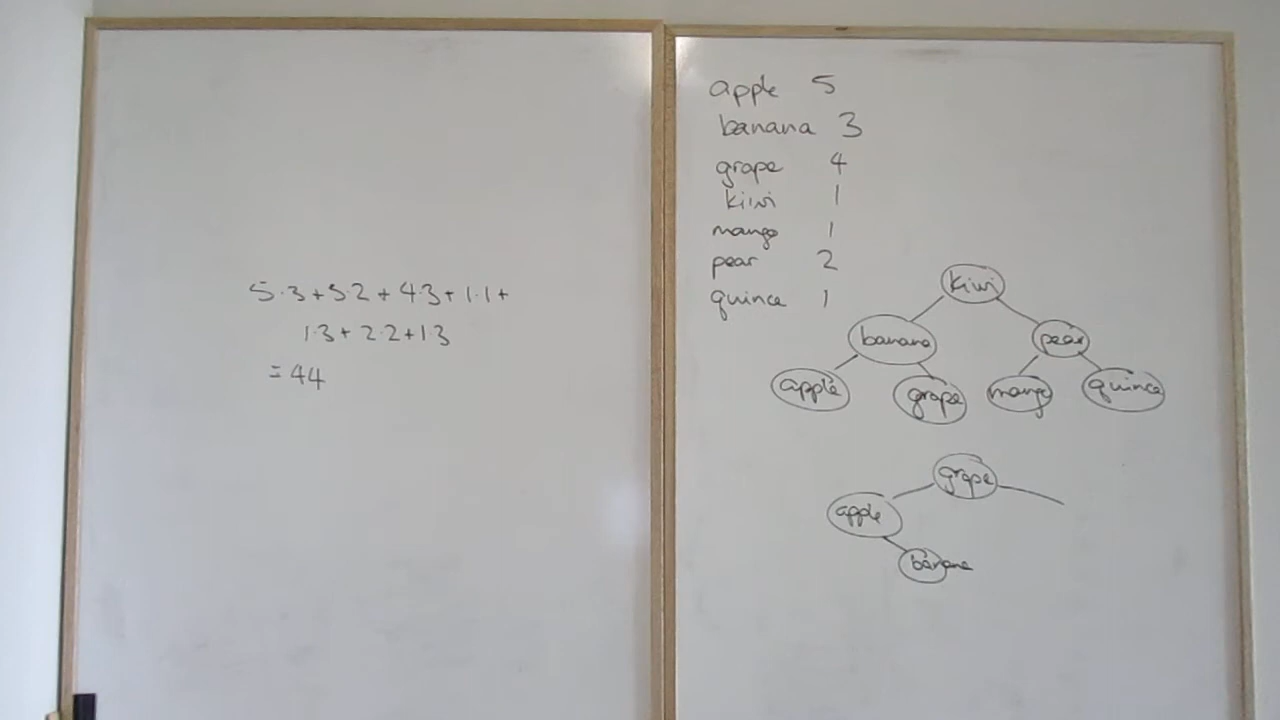 5·3+3·2+4·3+1·1+
1·3+2·2+1·3
=44
apple 5
banana 3
grape 4
kiwi 1
mango 1
pear 2
quince 1
kiwi
banana pear
apple grape mango quince
grape
apple
banana